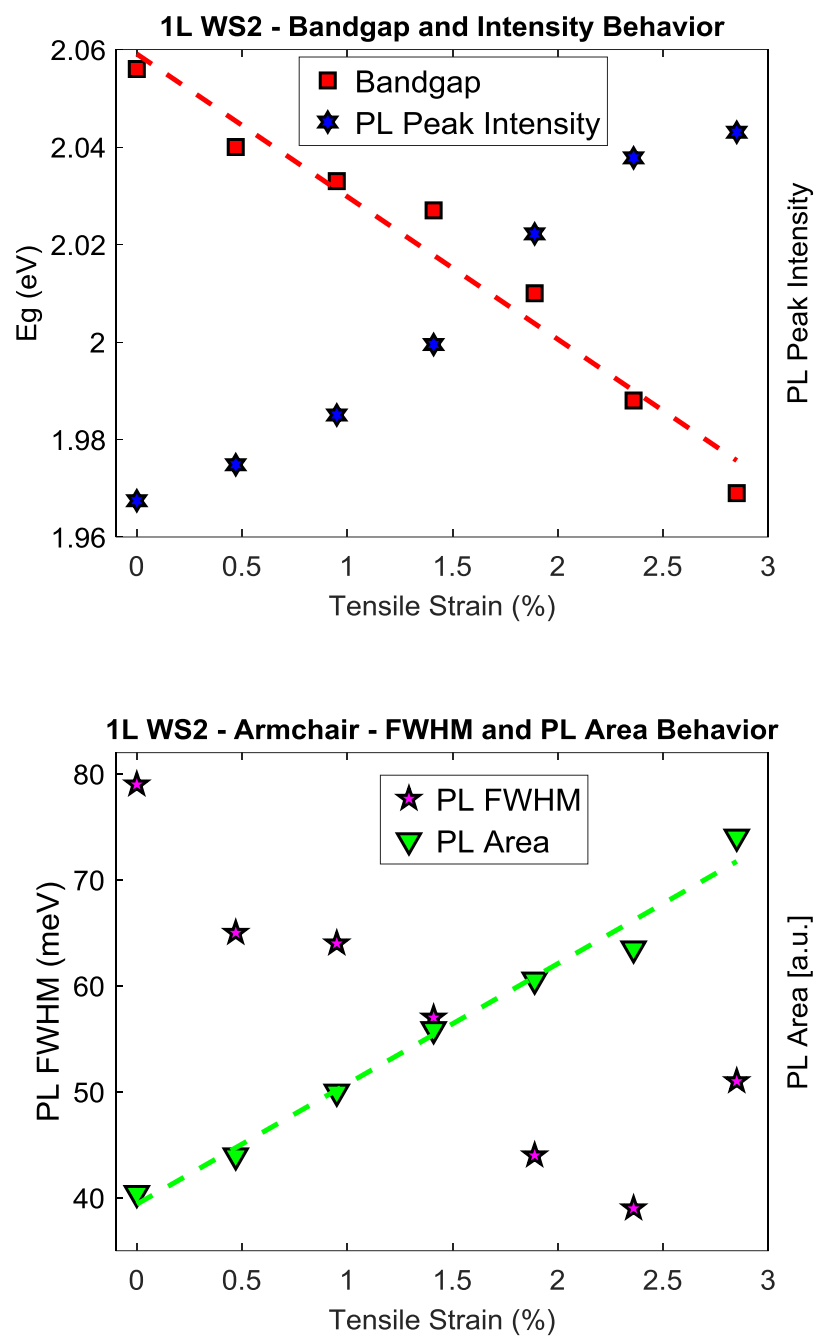 1L WS2 - Bandgap and Intensity Behavior
2.06
2.04
2.02
2
1.98
1.96
Eg (eV)
Bandgap
PL Peak Intensity
PL Peak Intensity
0 0.5 1 1.5 2 2.5 3
Tensile Strain (%)
1L WS2 - Armchair - FWHM and PL Area Behavior
80
70
60
50
40
PL FWHM (meV)
PL FWHM
PL Area
PL Area [a.u.]
0 0.5 1 1.5 2 2.5 3
Tensile Strain (%)